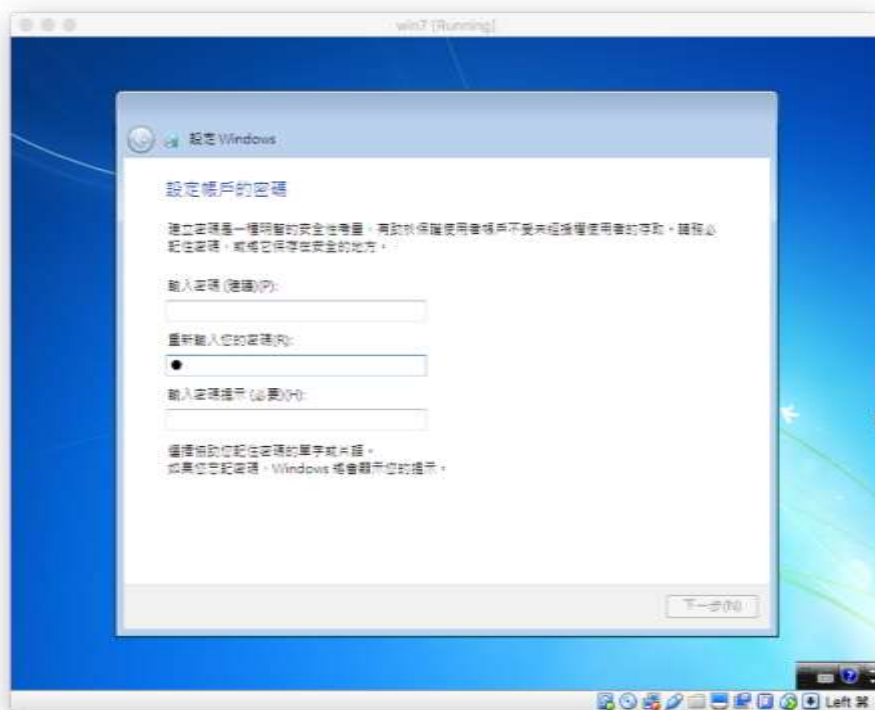 win7 [Running]
設定 Windows
設定帳戶的密碼
建立密碼是一種明智的安全性考量，有助於保護使用者帳戶不受未經授權使用者的存取。請務必
記住密碼，或將它保存在安全的地方。
輸入密碼 (建議)(P):
重新輸入您的密碼(R):
輸入密碼提示 (必要)(H):
選擇協助您記住密碼的單字或片語。
如果您忘記密碼，Windows 將會顯示您的提示。
下一步(N)
Left ⌘